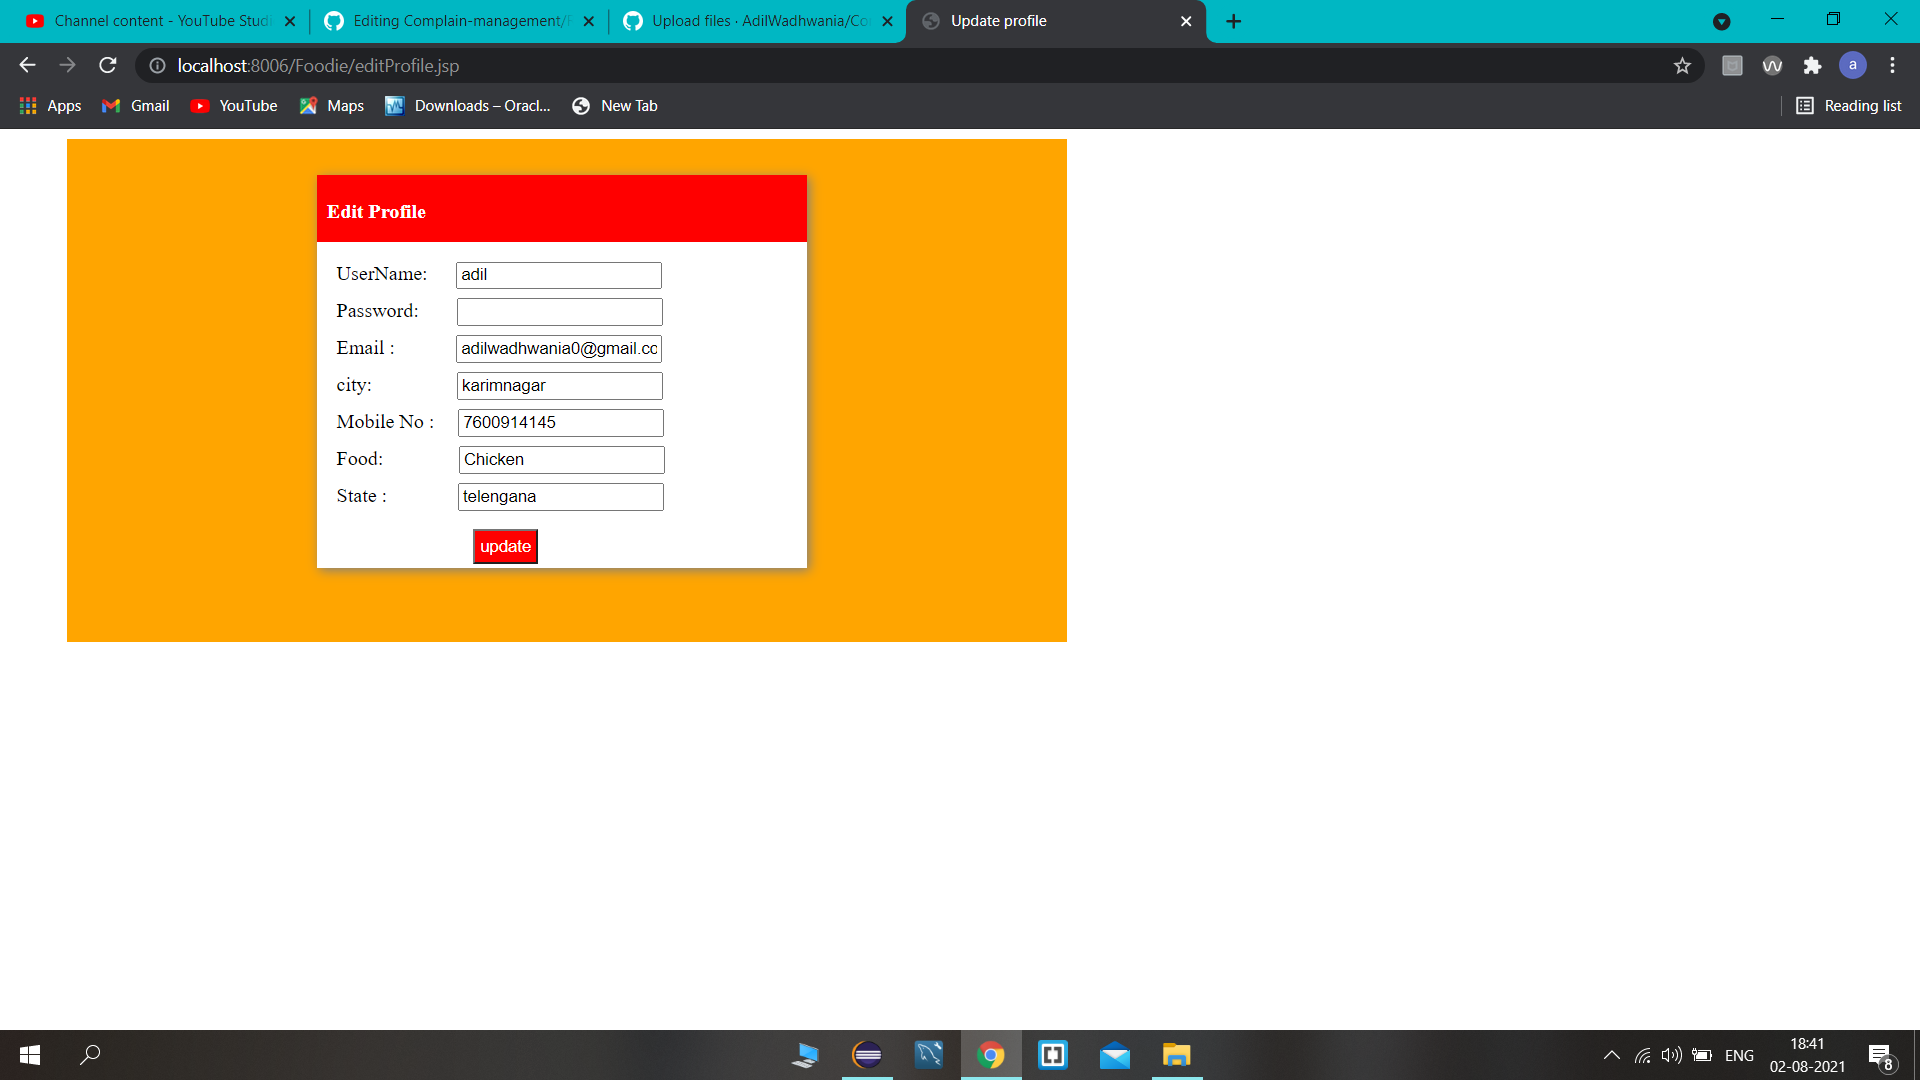 Channel content - YouTube Studi
Editing Complain-management/
Upload files · AdilWadhwania/Co
Update profile
localhost:8006/Foodie/editProfile.jsp
a
Apps
Gmail
YouTube
Maps
Downloads – Oracl...
New Tab
Reading list
Edit Profile
UserName: adil
Password:
Email : adilwadhwania0@gmail.co
city: karimnagar
Mobile No : 7600914145
Food: Chicken
State : telengana
update
ENG
18:41
02-08-2021
8